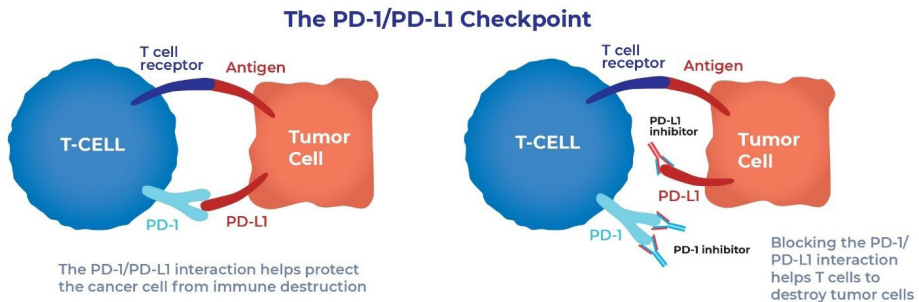 The PD-1/PD-L1 Checkpoint
T cell
receptor
Antigen
T-CELL
Tumor
Cell
PD-1
PD-L1
The PD-1/PD-L1 interaction helps protect
the cancer cell from immune destruction
T cell
receptor
Antigen
PD-L1
inhibitor
T-CELL
Tumor
Cell
PD-L1
PD-1
PD-1 inhibitor
Blocking the PD-1/
PD-L1 interaction
helps T cells to
destroy tumor cells